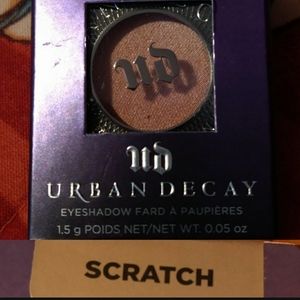 ud
ud
URBAN DECAY
EYESHADOW FARD À PAUPIÈRES
1.5 g POIDS NET/NET WT. 0.05 oz
SCRATCH